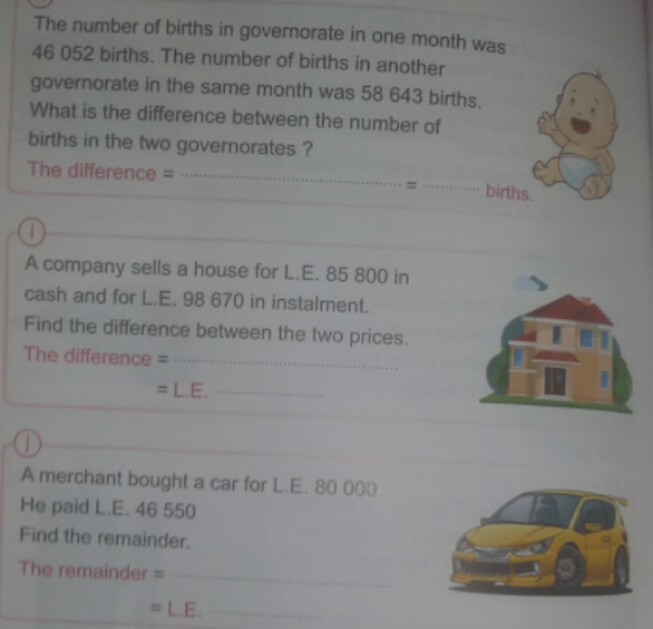 The number of births in governorate in one month was
46 052 births. The number of births in another
governorate in the same month was 58 643 births.
What is the difference between the number of
births in the two governorates ?
The difference = ........................ = ............ births.
i
A company sells a house for L.E. 85 800 in
cash and for L.E. 98 670 in instalment.
Find the difference between the two prices.
The difference = ........................
= L.E. ........................
j
A merchant bought a car for L.E. 80 000
He paid L.E. 46 550
Find the remainder.
The remainder = ........................
= L.E. ........................